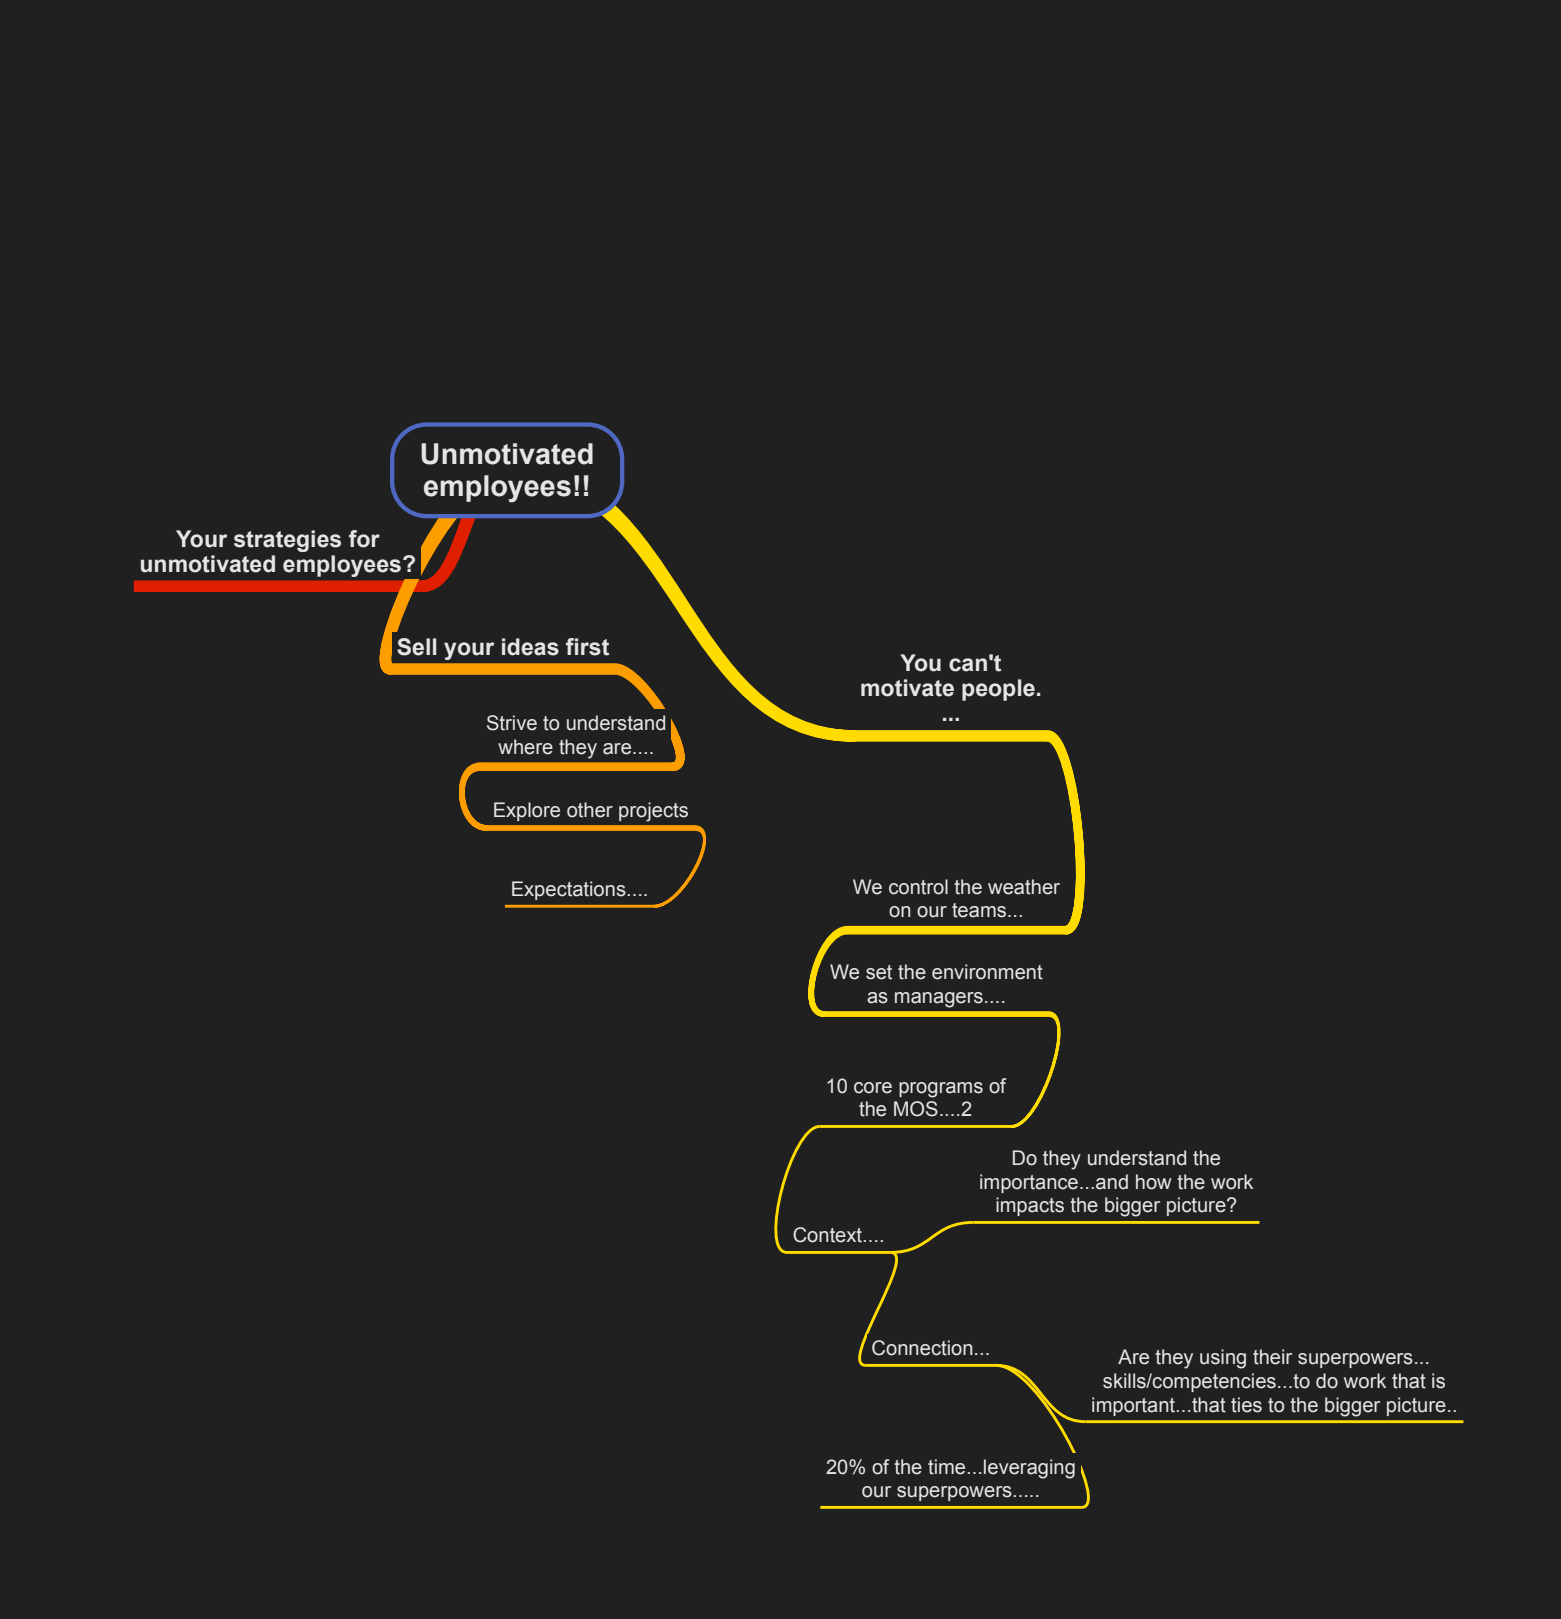 Unmotivated
employees!!
Your strategies for
unmotivated employees?
Sell your ideas first
Strive to understand
where they are....
Explore other projects
Expectations....
You can't
motivate people.
...
We control the weather
on our teams...
We set the environment
as managers....
10 core programs of
the MOS....2
Context....
Do they understand the
importance...and how the work
impacts the bigger picture?
Connection...
Are they using their superpowers...
skills/competencies...to do work that is
important...that ties to the bigger picture..
20% of the time...leveraging
our superpowers.....